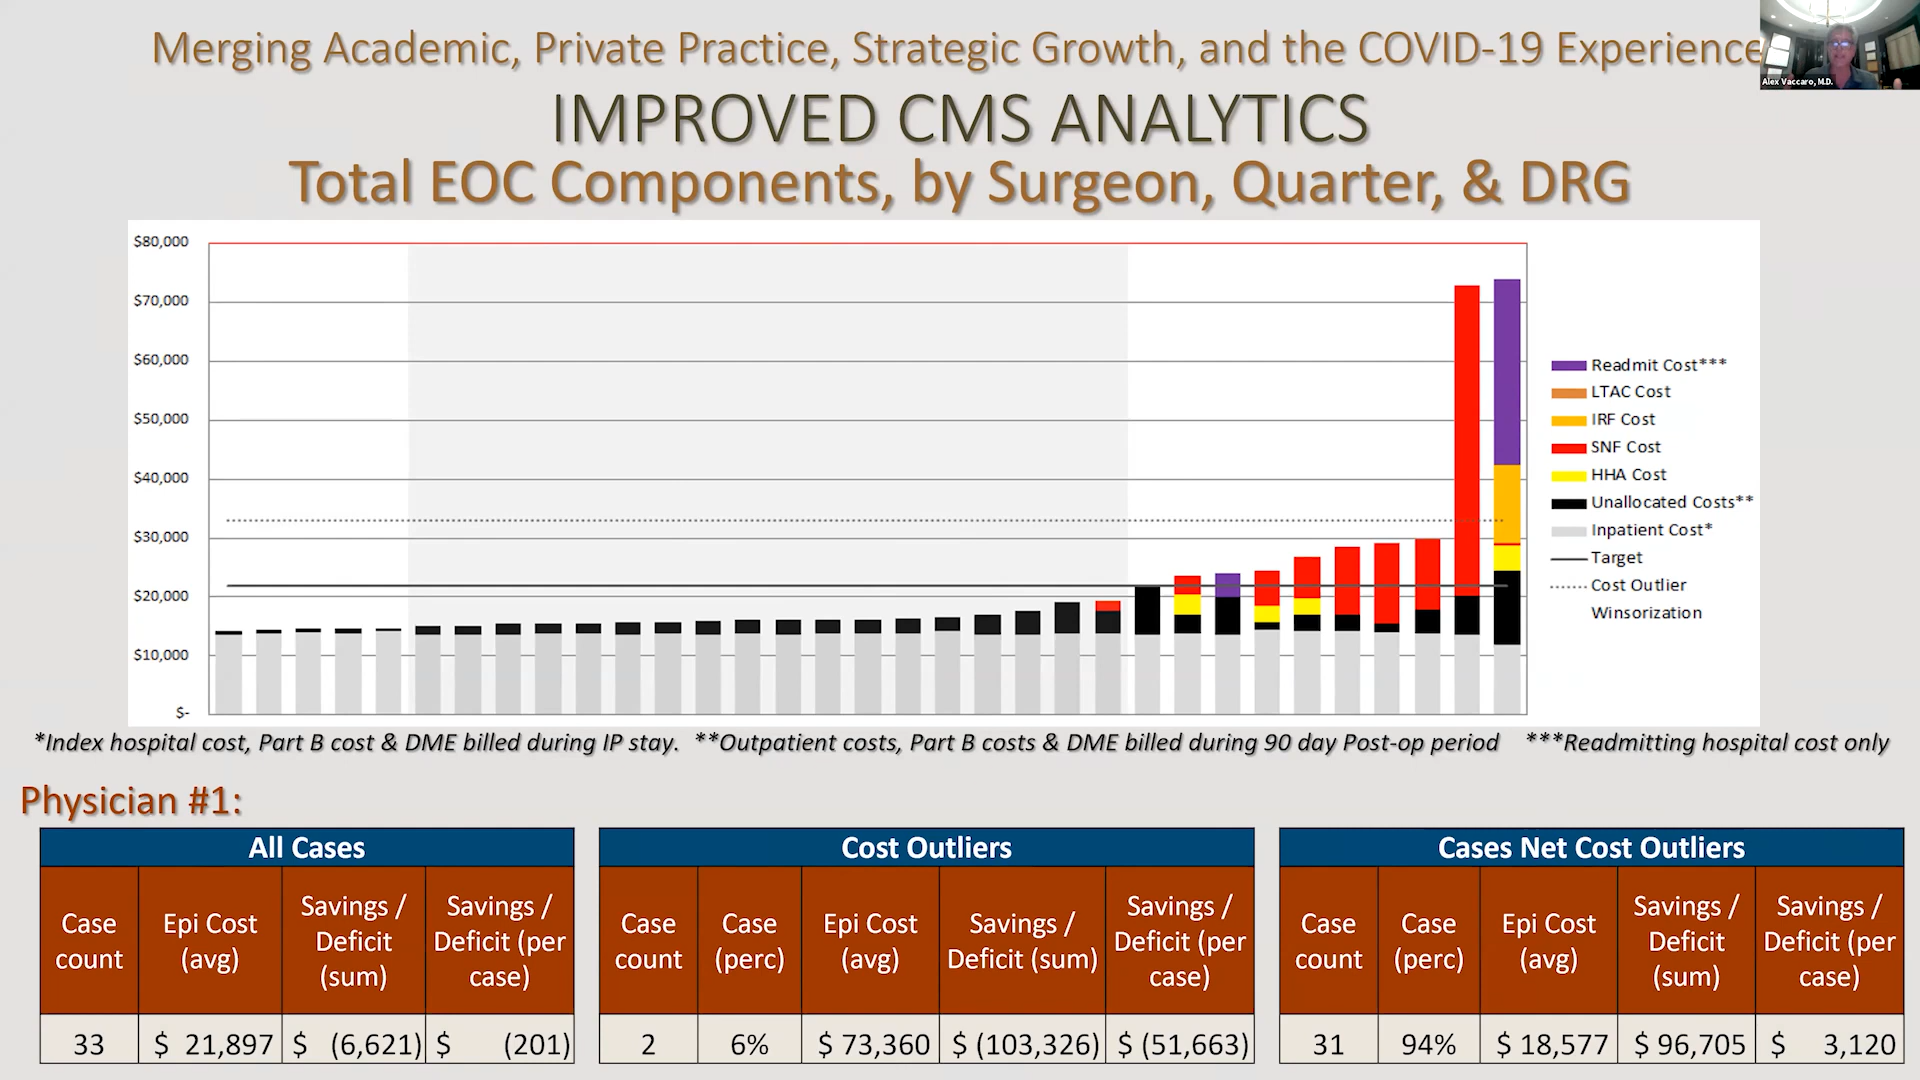 Merging Academic, Private Practice, Strategic Growth, and the COVID-19 Experience
Alex Vaccaro, M.D.
IMPROVED CMS ANALYTICS
Total EOC Components, by Surgeon, Quarter, & DRG
$80,000
$70,000
$60,000
$50,000
$40,000
$30,000
$20,000
$10,000
$-
Readmit Cost***
LTAC Cost
IRF Cost
SNF Cost
HHA Cost
Unallocated Costs**
Inpatient Cost*
Target
Cost Outlier
Winsorization
*Index hospital cost, Part B cost & DME billed during IP stay. **Outpatient costs, Part B costs & DME billed during 90 day Post-op period ***Readmitting hospital cost only
Physician #1:
All Cases
Case count Epi Cost (avg) Savings / Deficit (sum) Savings / Deficit (per case)
33 $ 21,897 $ (6,621) $ (201)
Cost Outliers
Case count Case (perc) Epi Cost (avg) Savings / Deficit (sum) Savings / Deficit (per case)
2 6% $ 73,360 $ (103,326) $ (51,663)
Cases Net Cost Outliers
Case count Case (perc) Epi Cost (avg) Savings / Deficit (sum) Savings / Deficit (per case)
31 94% $ 18,577 $ 96,705 $ 3,120